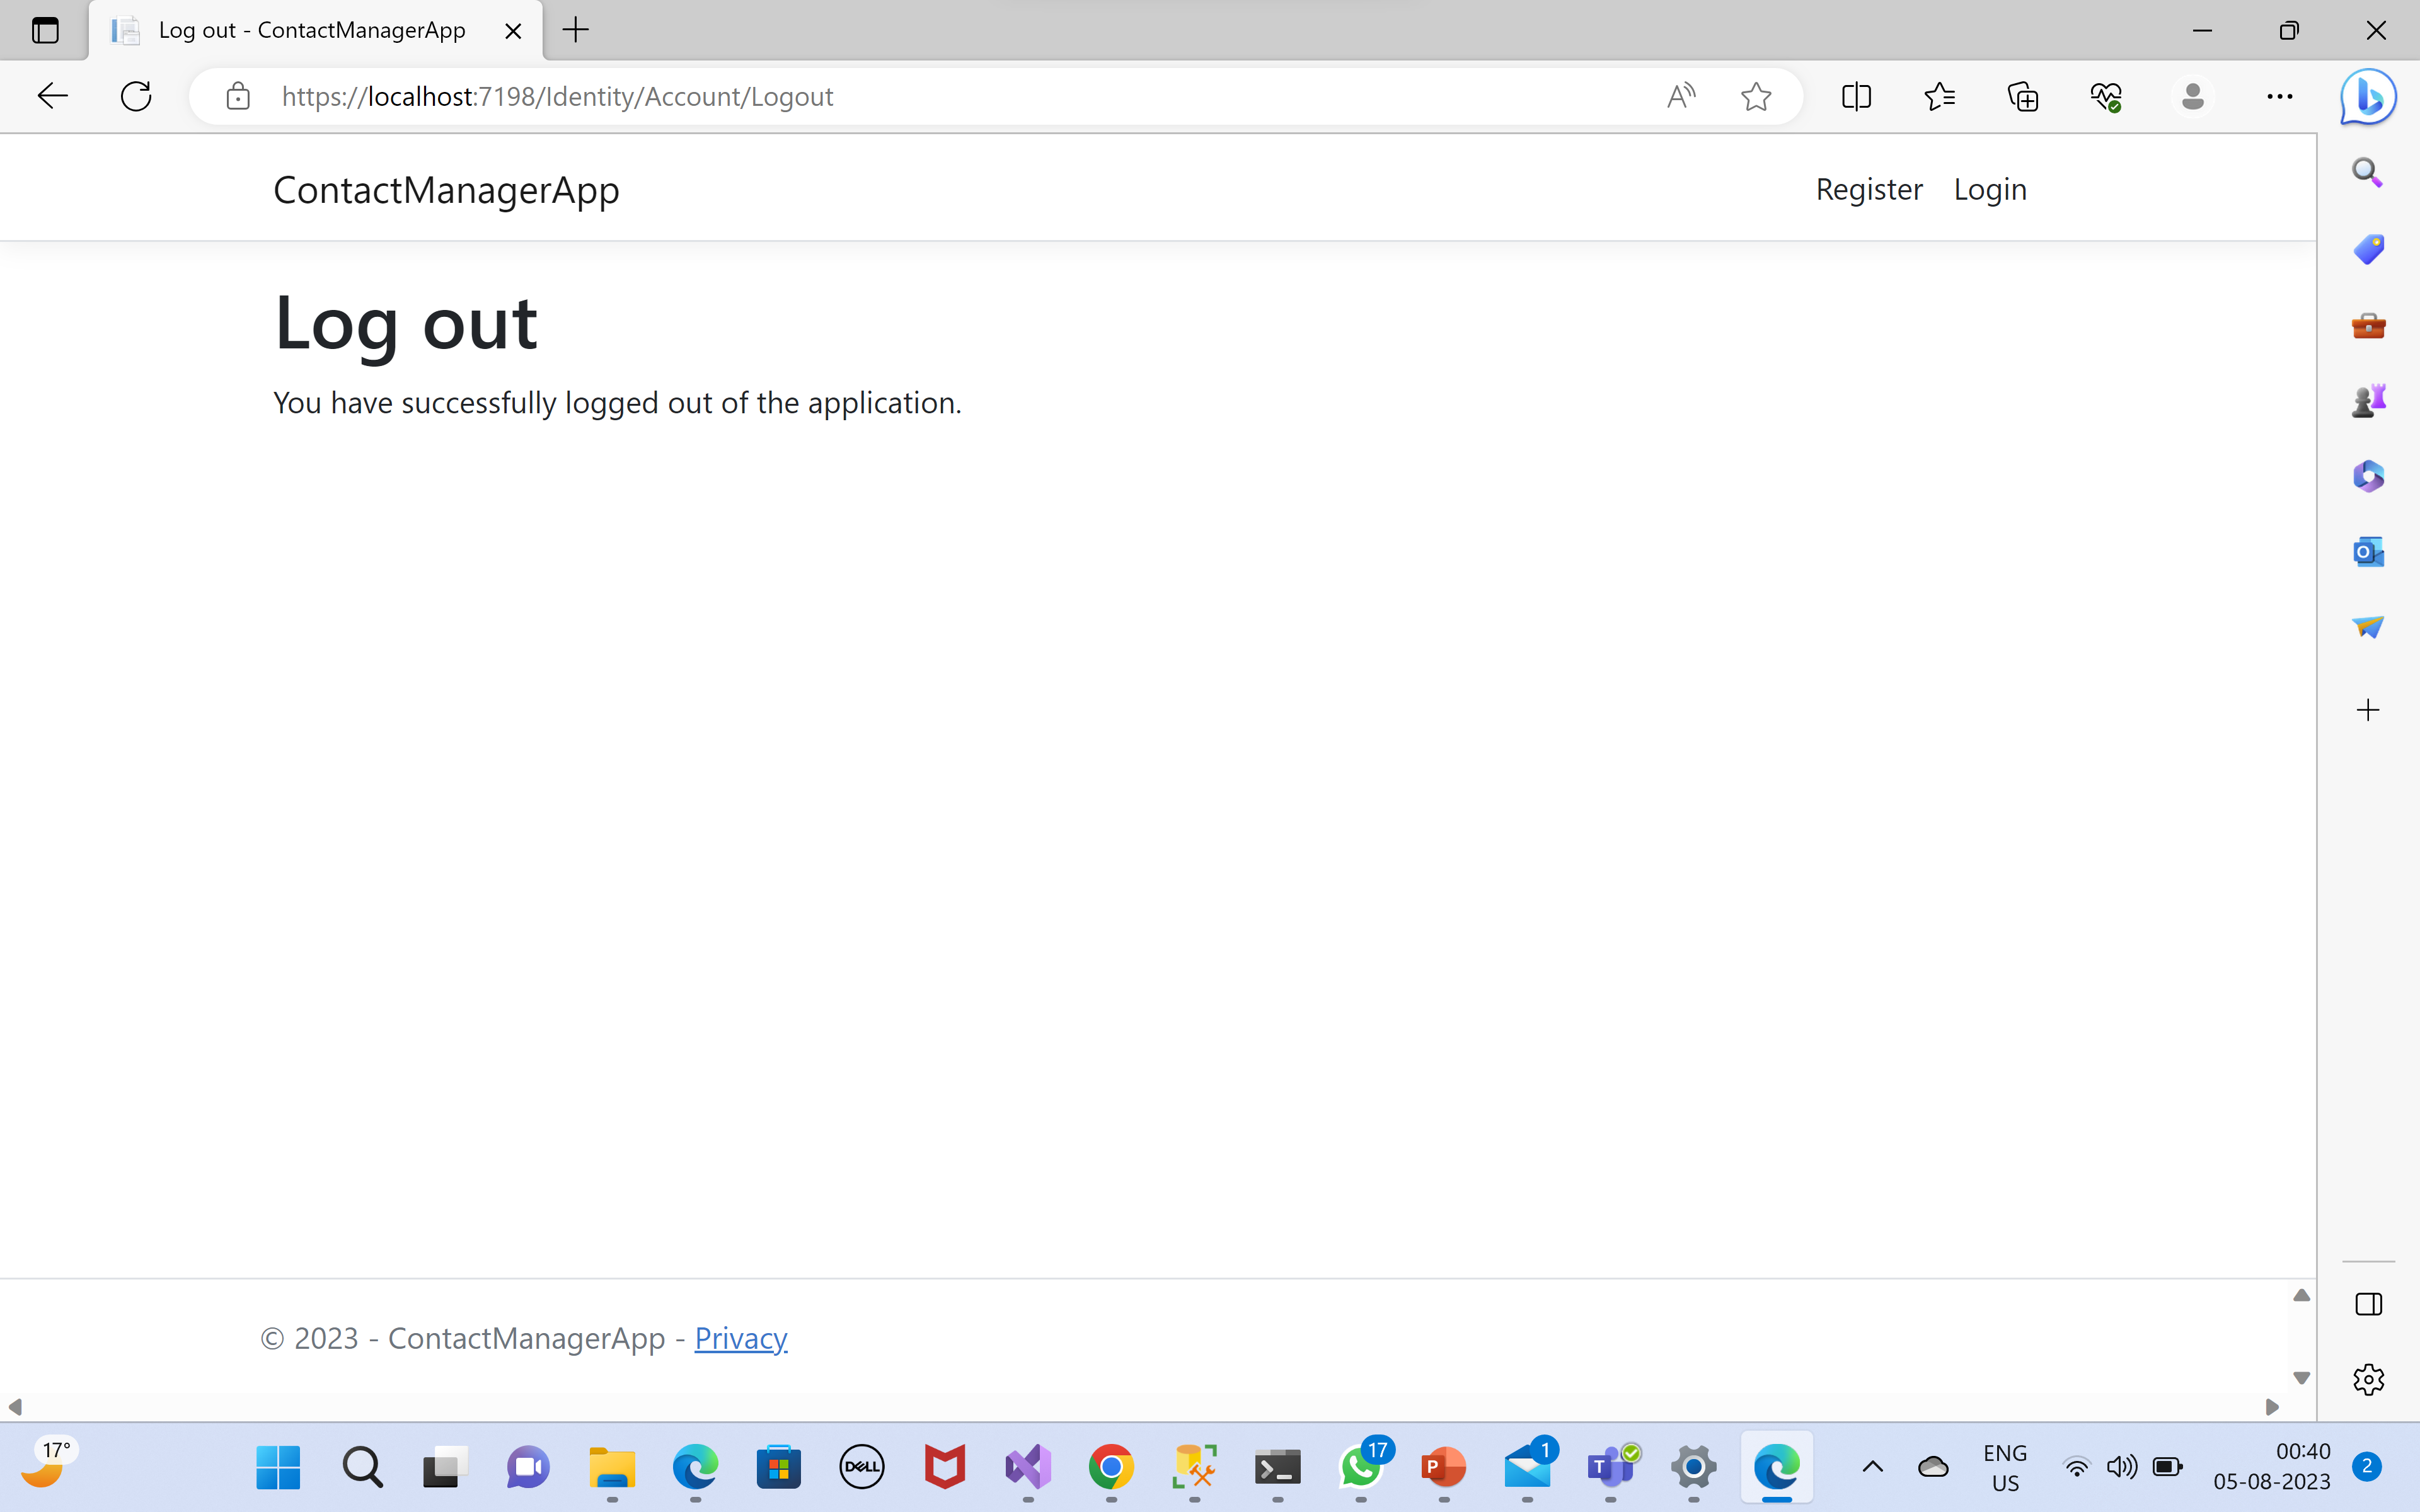 Log out - ContactManagerApp
https://localhost:7198/Identity/Account/Logout
ContactManagerApp
Register Login
Log out
You have successfully logged out of the application.
© 2023 - ContactManagerApp - Privacy
17°
DELL
17
P
1
T
ENG
US
00:40
05-08-2023
2